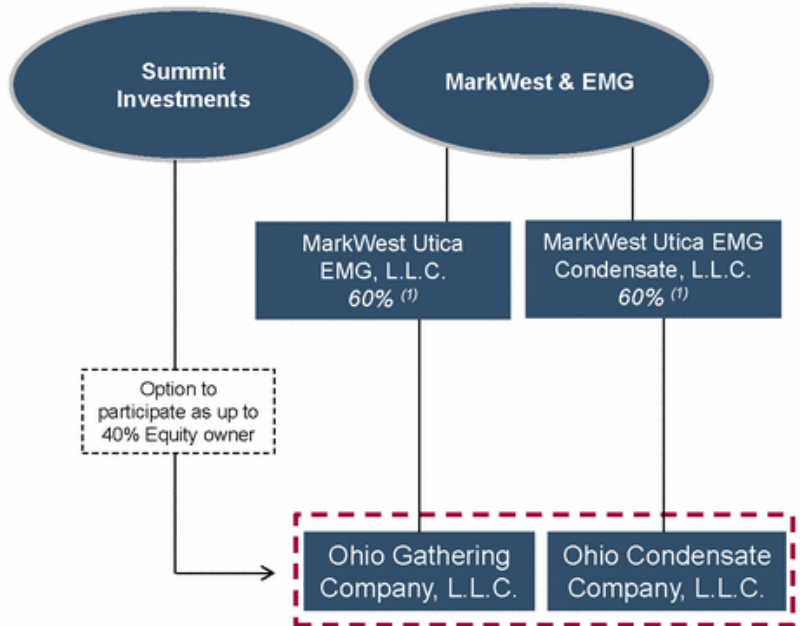 Summit
Investments
MarkWest & EMG
MarkWest Utica
EMG, L.L.C.
60% (1)
MarkWest Utica EMG
Condensate, L.L.C.
60% (1)
Option to
participate as up to
40% Equity owner
Ohio Gathering
Company, L.L.C.
Ohio Condensate
Company, L.L.C.